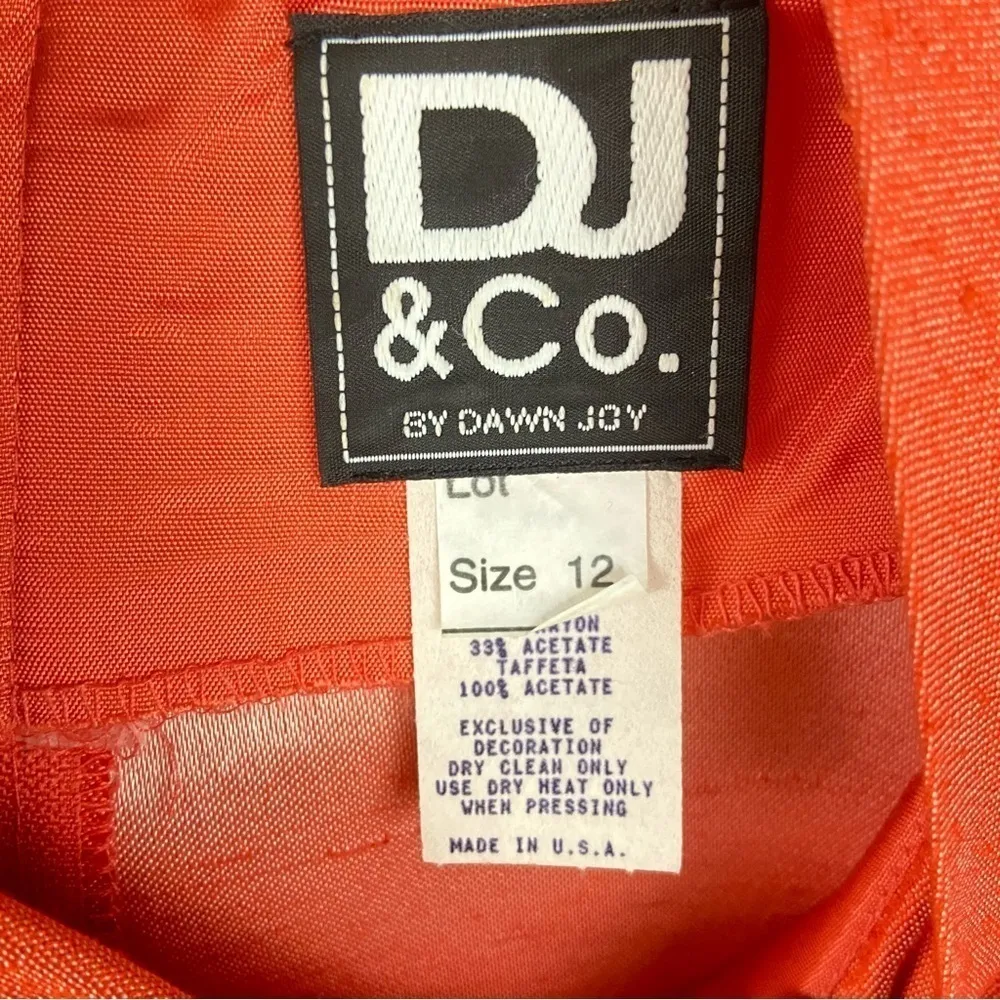 DJ
&Co.
BY DAWN JOY
Lot
Size 12
33% ACETATE
TAFFETA
100% ACETATE
EXCLUSIVE OF
DECORATION
DRY CLEAN ONLY
USE DRY HEAT ONLY
WHEN PRESSING
MADE IN U.S.A.